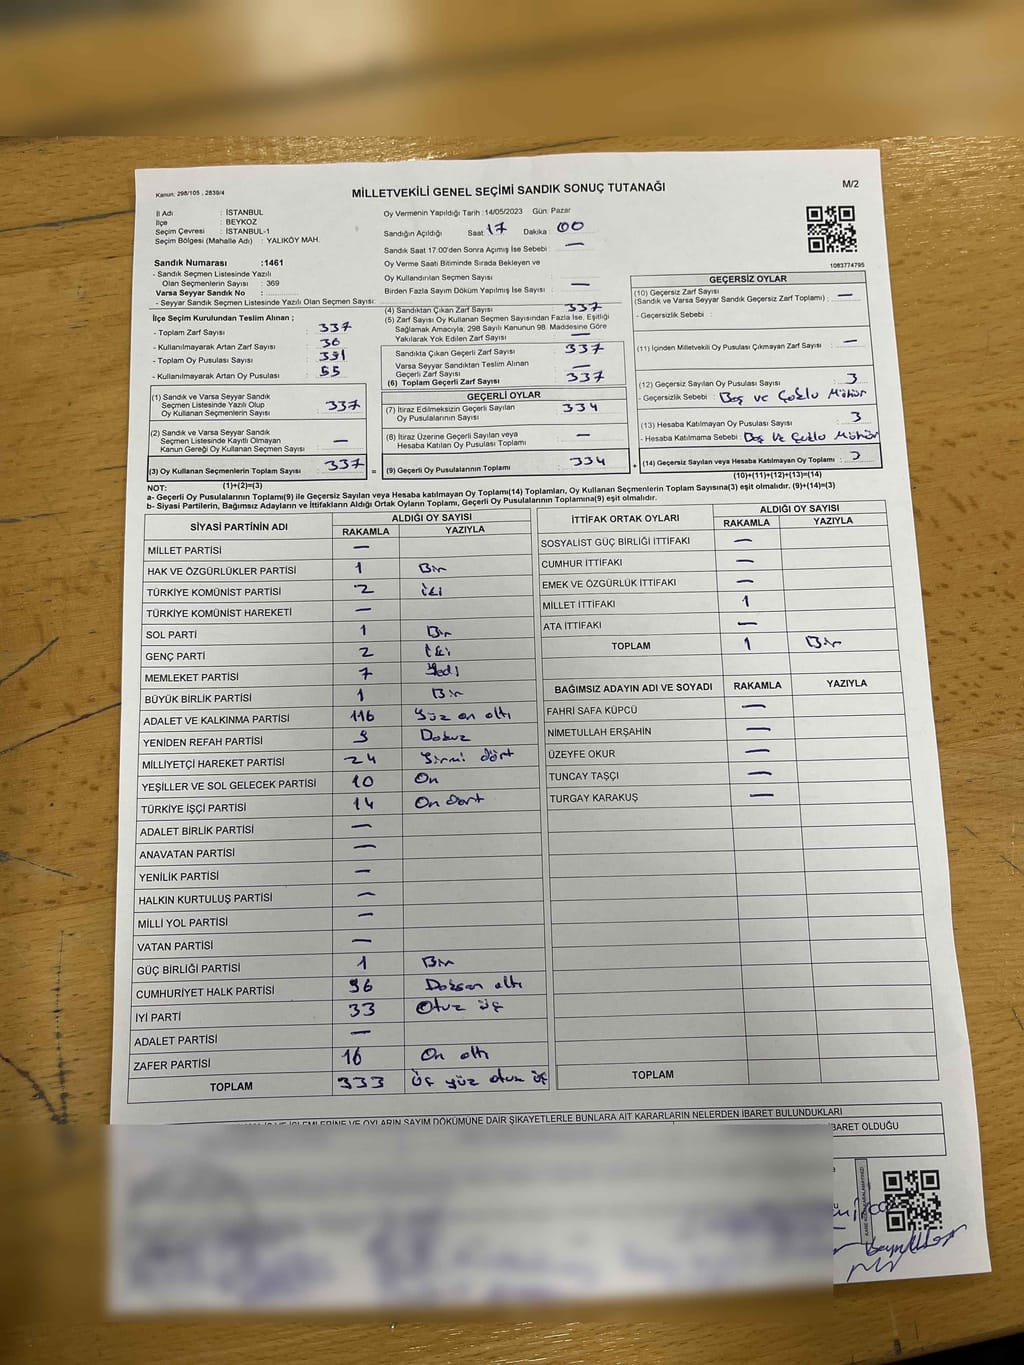 Kanun: 298/105 , 2839/4
MİLLETVEKİLİ GENEL SEÇİMİ SANDIK SONUÇ TUTANAĞI
M/2
İl Adı : İSTANBUL
İlçe : BEYKOZ
Seçim Çevresi : İSTANBUL-1
Seçim Bölgesi (Mahalle Adı) : YALIKÖY MAH.
Sandık Numarası :1461
- Sandık Seçmen Listesinde Yazılı
Olan Seçmenlerin Sayısı : 369
Varsa Seyyar Sandık No :
- Seyyar Sandık Seçmen Listesinde Yazılı Olan Seçmen Sayısı:
Oy Vermenin Yapıldığı Tarih :14/05/2023 Gün: Pazar
Sandığın Açıldığı Saat 17 Dakika 00
Sandık Saat 17:00'den Sonra Açımış İse Sebebi : —
Oy Verme Saati Bitiminde Sırada Bekleyen ve
Oy Kullandırılan Seçmen Sayısı :
Birden Fazla Sayım Döküm Yapılmış İse Sayısı : —
1083774795
İlçe Seçim Kurulundan Teslim Alınan ;
- Toplam Zarf Sayısı : 337
- Kullanılmayarak Artan Zarf Sayısı : 36
- Toplam Oy Pusulası Sayısı : 391
- Kullanılmayarak Artan Oy Pusulası : 55
(4) Sandıktan Çıkan Zarf Sayısı : 337
(5) Zarf Sayısı Oy Kullanan Seçmen Sayısından Fazla İse, Eşitliği
Sağlamak Amacıyla, 298 Sayılı Kanunun 98. Maddesine Göre
Yakılarak Yok Edilen Zarf Sayısı : —
Sandıkta Çıkan Geçerli Zarf Sayısı : 337
Varsa Seyyar Sandıktan Teslim Alınan
Geçerli Zarf Sayısı : —
(6) Toplam Geçerli Zarf Sayısı : 337
GEÇERSİZ OYLAR
(10) Geçersiz Zarf Sayısı
(Sandık ve Varsa Seyyar Sandık Geçersiz Zarf Toplamı) : —
- Geçersizlik Sebebi :
(11) İçinden Milletvekili Oy Pusulası Çıkmayan Zarf Sayısı : —
(12) Geçersiz Sayılan Oy Pusulası Sayısı : 3
- Geçersizlik Sebebi : Boş ve Çoklu Mühür
(13) Hesaba Katılmayan Oy Pusulası Sayısı : 3
- Hesaba Katılmama Sebebi : Boş ve Çoklu Mühür
(14) Geçersiz Sayılan veya Hesaba Katılmayan Oy Toplamı : 3
(10)+(11)+(12)+(13)=(14)
(1) Sandık ve Varsa Seyyar Sandık
Seçmen Listesinde Yazılı Olup
Oy Kullanan Seçmenlerin Sayısı : 337
(2) Sandık ve Varsa Seyyar Sandık
Seçmen Listesinde Kayıtlı Olmayan
Kanun Gereği Oy Kullanan Seçmen Sayısı : —
(3) Oy Kullanan Seçmenlerin Toplam Sayısı : 337 =
(1)+(2)=(3)
GEÇERLİ OYLAR
(7) İtiraz Edilmeksizin Geçerli Sayılan
Oy Pusulalarının Sayısı : 334
(8) İtiraz Üzerine Geçerli Sayılan veya
Hesaba Katılan Oy Pusulası Toplamı : —
(9) Geçerli Oy Pusulalarının Toplamı : 334 +
NOT:
a- Geçerli Oy Pusulalarının Toplamı(9) ile Geçersiz Sayılan veya Hesaba katılmayan Oy Toplamı(14) Toplamları, Oy Kullanan Seçmenlerin Toplam Sayısına(3) eşit olmalıdır. (9)+(14)=(3)
b- Siyasi Partilerin, Bağımsız Adayların ve İttifakların Aldığı Ortak Oyların Toplamı, Geçerli Oy Pusulalarının Toplamına(9) eşit olmalıdır.
SİYASİ PARTİNİN ADI ALDIĞI OY SAYISI
RAKAMLA YAZIYLA
MİLLET PARTİSİ —
HAK VE ÖZGÜRLÜKLER PARTİSİ 1 Bir
TÜRKİYE KOMÜNİST PARTİSİ 2 iki
TÜRKİYE KOMÜNİST HAREKETİ —
SOL PARTİ 1 Bir
GENÇ PARTİ 2 İki
MEMLEKET PARTİSİ 7 Yedi
BÜYÜK BİRLİK PARTİSİ 1 Bir
ADALET VE KALKINMA PARTİSİ 116 Yüz on altı
YENİDEN REFAH PARTİSİ 9 Dokuz
MİLLİYETÇİ HAREKET PARTİSİ 24 Yirmi dört
YEŞİLLER VE SOL GELECEK PARTİSİ 10 On
TÜRKİYE İŞÇİ PARTİSİ 14 On dört
ADALET BİRLİK PARTİSİ —
ANAVATAN PARTİSİ —
YENİLİK PARTİSİ —
HALKIN KURTULUŞ PARTİSİ —
MİLLİ YOL PARTİSİ —
VATAN PARTİSİ —
GÜÇ BİRLİĞİ PARTİSİ 1 Bir
CUMHURİYET HALK PARTİSİ 96 Doksan altı
İYİ PARTİ 33 Otuz üç
ADALET PARTİSİ —
ZAFER PARTİSİ 16 On altı
TOPLAM 333 Üç yüz otuz üç
İTTİFAK ORTAK OYLARI ALDIĞI OY SAYISI
RAKAMLA YAZIYLA
SOSYALİST GÜÇ BİRLİĞİ İTTİFAKI —
CUMHUR İTTİFAKI —
EMEK VE ÖZGÜRLÜK İTTİFAKI —
MİLLET İTTİFAKI 1
ATA İTTİFAKI —
TOPLAM 1 Bir
BAĞIMSIZ ADAYIN ADI VE SOYADI RAKAMLA YAZIYLA
FAHRİ SAFA KÜPCÜ —
NİMETULLAH ERŞAHİN —
ÜZEYFE OKUR —
TUNCAY TAŞÇI —
TURGAY KARAKUŞ —
TOPLAM
İŞLEMLERİNE VE OYLARIN SAYIM DÖKÜMÜNE DAİR ŞİKAYETLERLE BUNLARA AİT KARARLARIN NELERDEN İBARET BULUNDUKLARI
İBARET OLDUĞU